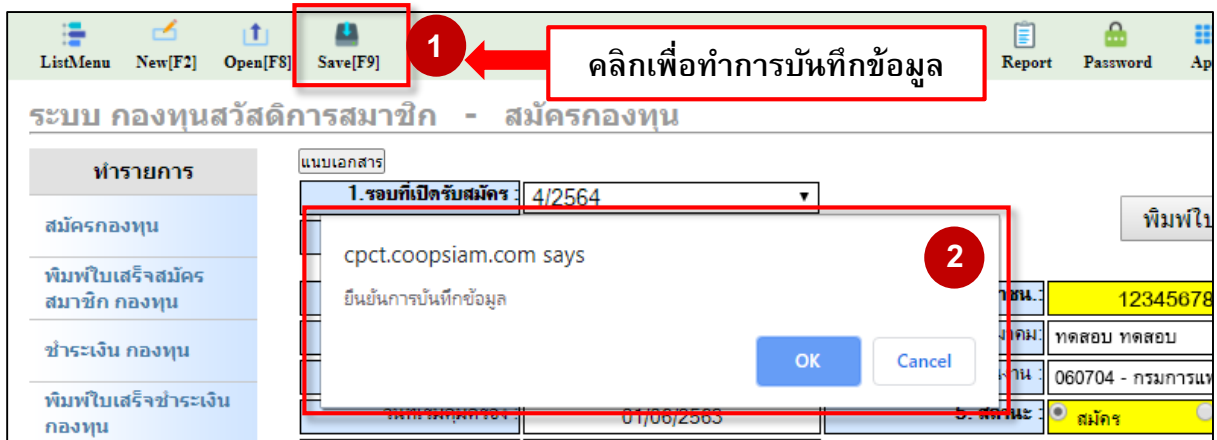 ListMenu New[F2] Open[F8] Save[F9] 1 คลิกเพื่อทำการบันทึกข้อมูล Report Password Ap
ระบบ กองทุนสวัสดิการสมาชิก - สมัครกองทุน
ทำรายการ
สมัครกองทุน
พิมพ์ใบเสร็จสมัคร
สมาชิก กองทุน
ชำระเงิน กองทุน
พิมพ์ใบเสร็จชำระเงิน
กองทุน
แนบเอกสาร
1.รอบที่เปิดรับสมัคร : 4/2564
พิมพ์ใบ
cpct.coopsiam.com says 2
ยืนยันการบันทึกข้อมูล
OK Cancel
12345678
ทดสอบ ทดสอบ
060704 - กรมการแพ
01/06/2563 5. สถานะ : สมัคร